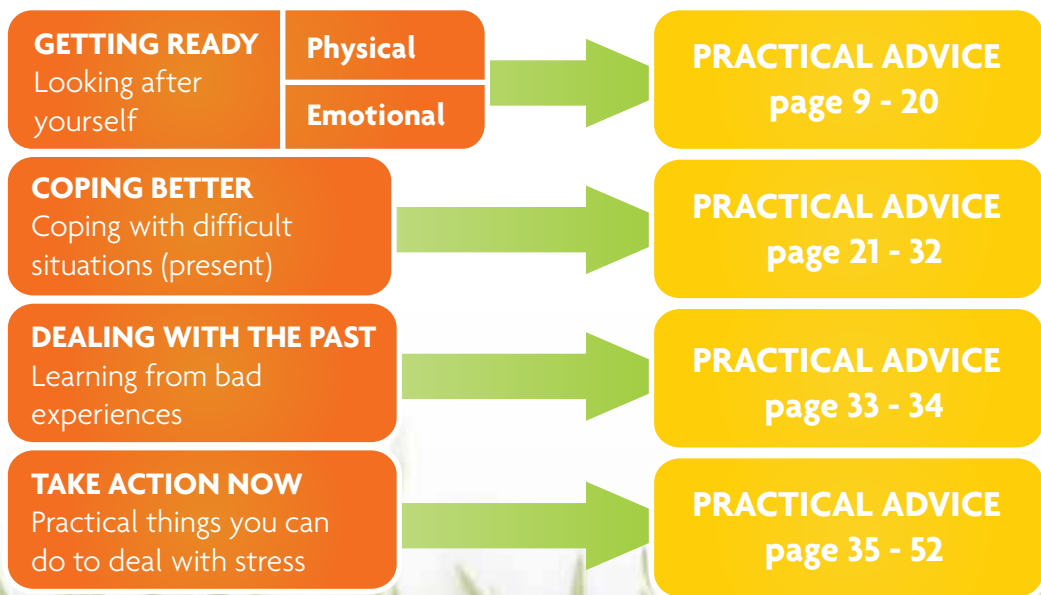 GETTING READY
Looking after
yourself
Physical
Emotional
PRACTICAL ADVICE
page 9 - 20
COPING BETTER
Coping with difficult
situations (present)
PRACTICAL ADVICE
page 21 - 32
DEALING WITH THE PAST
Learning from bad
experiences
PRACTICAL ADVICE
page 33 - 34
TAKE ACTION NOW
Practical things you can
do to deal with stress
PRACTICAL ADVICE
page 35 - 52